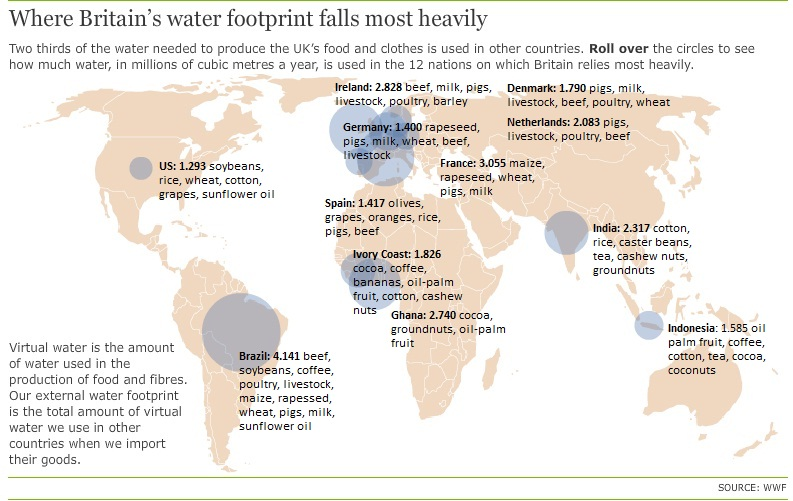 Where Britain's water footprint falls most heavily
Two thirds of the water needed to produce the UK's food and clothes is used in other countries. Roll over the circles to see
how much water, in millions of cubic metres a year, is used in the 12 nations on which Britain relies most heavily.
Ireland: 2.828 beef, milk, pigs,
livestock, poultry, barley
Denmark: 1.790 pigs, milk,
livestock, beef, poultry, wheat
Germany: 1.400 rapeseed,
pigs, milk, wheat, beef,
livestock
Netherlands: 2.083 pigs,
livestock, poultry, beef
US: 1.293 soybeans,
rice, wheat, cotton,
grapes, sunflower oil
France: 3.055 maize,
rapeseed, wheat,
pigs, milk
Spain: 1.417 olives,
grapes, oranges, rice,
pigs, beef
India: 2.317 cotton,
rice, caster beans,
tea, cashew nuts,
groundnuts
Ivory Coast: 1.826
cocoa, coffee,
bananas, oil-palm
fruit, cotton, cashew
nuts
Ghana: 2.740 cocoa,
groundnuts, oil-palm
fruit
Indonesia: 1.585 oil
palm fruit, coffee,
cotton, tea, cocoa,
coconuts
Brazil: 4.141 beef,
soybeans, coffee,
poultry, livestock,
maize, rapessed,
wheat, pigs, milk,
sunflower oil
Virtual water is the amount
of water used in the
production of food and fibres.
Our external water footprint
is the total amount of virtual
water we use in other
countries when we import
their goods.
SOURCE: WWF